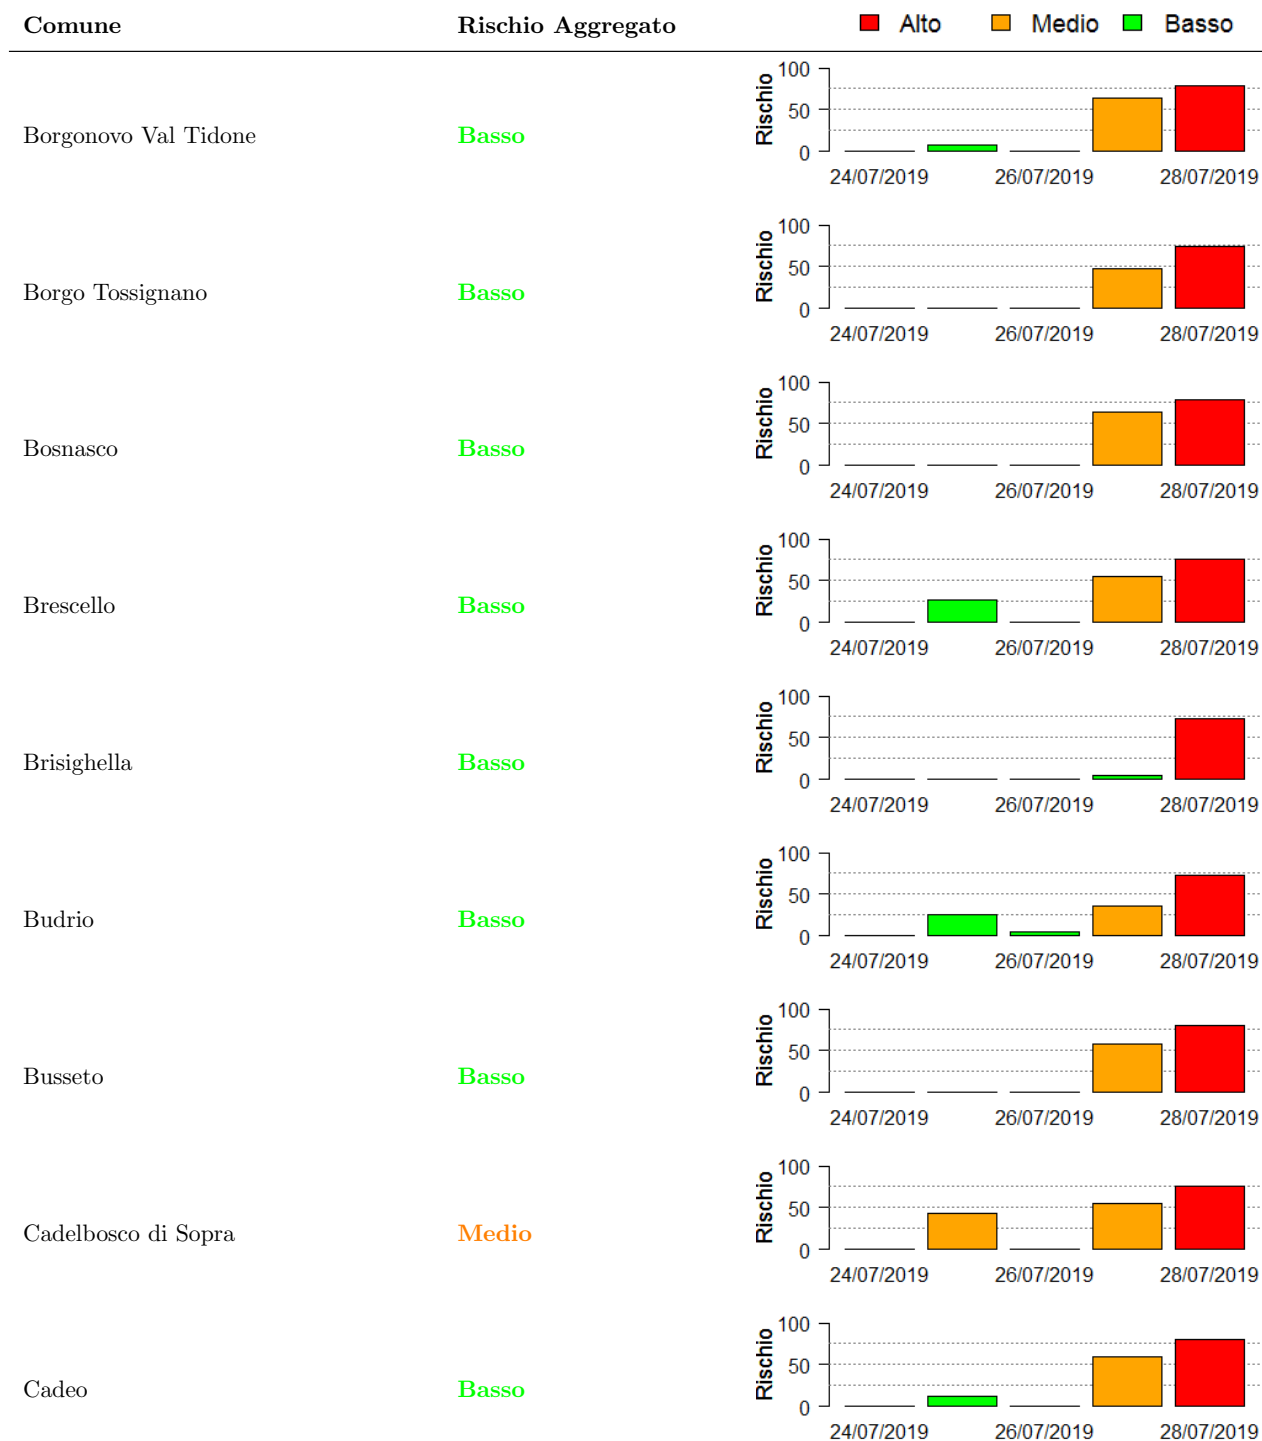 Comune Rischio Aggregato Alto Medio Basso
100
50
0
Rischio
Borgonovo Val Tidone Basso
24/07/2019 26/07/2019 28/07/2019
100
50
0
Rischio
Borgo Tossignano Basso
24/07/2019 26/07/2019 28/07/2019
100
50
0
Rischio
Bosnasco Basso
24/07/2019 26/07/2019 28/07/2019
100
50
0
Rischio
Brescello Basso
24/07/2019 26/07/2019 28/07/2019
100
50
0
Rischio
Brisighella Basso
24/07/2019 26/07/2019 28/07/2019
100
50
0
Rischio
Budrio Basso
24/07/2019 26/07/2019 28/07/2019
100
50
0
Rischio
Busseto Basso
24/07/2019 26/07/2019 28/07/2019
100
50
0
Rischio
Cadelbosco di Sopra Medio
24/07/2019 26/07/2019 28/07/2019
100
50
0
Rischio
Cadeo Basso
24/07/2019 26/07/2019 28/07/2019